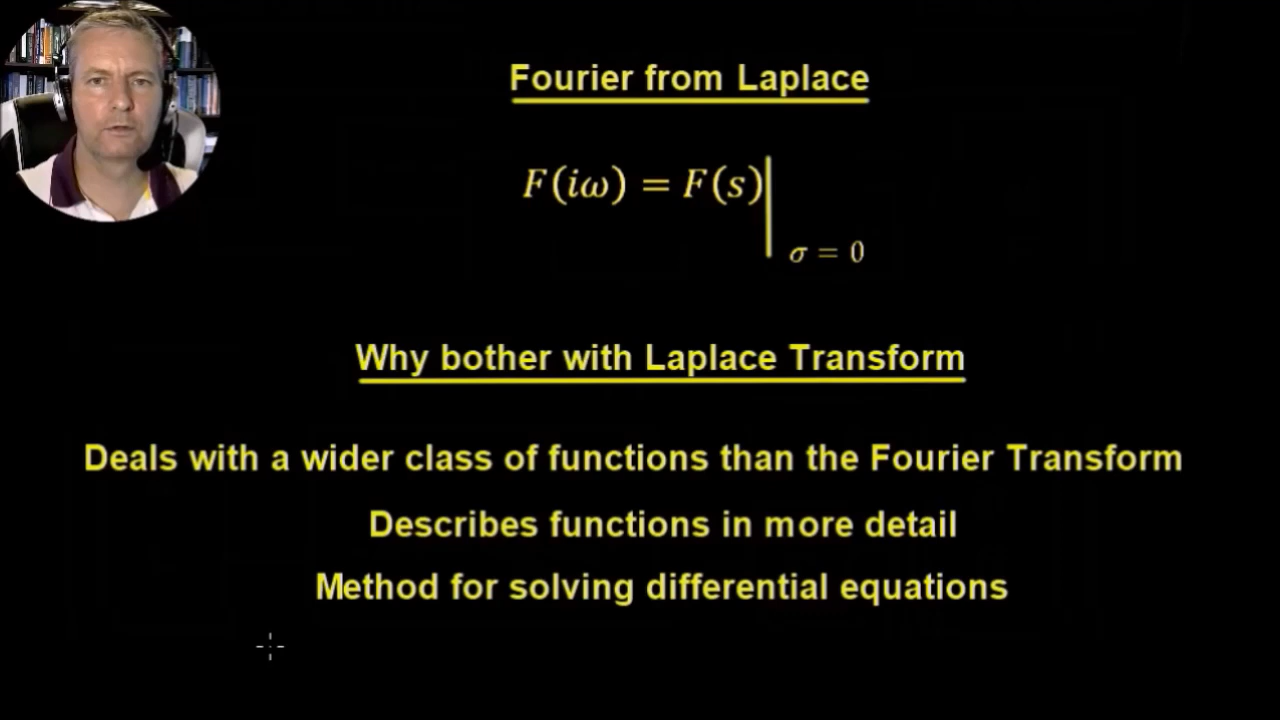 Fourier from Laplace
F(iω) = F(s)|
σ = 0
Why bother with Laplace Transform
Deals with a wider class of functions than the Fourier Transform
Describes functions in more detail
Method for solving differential equations